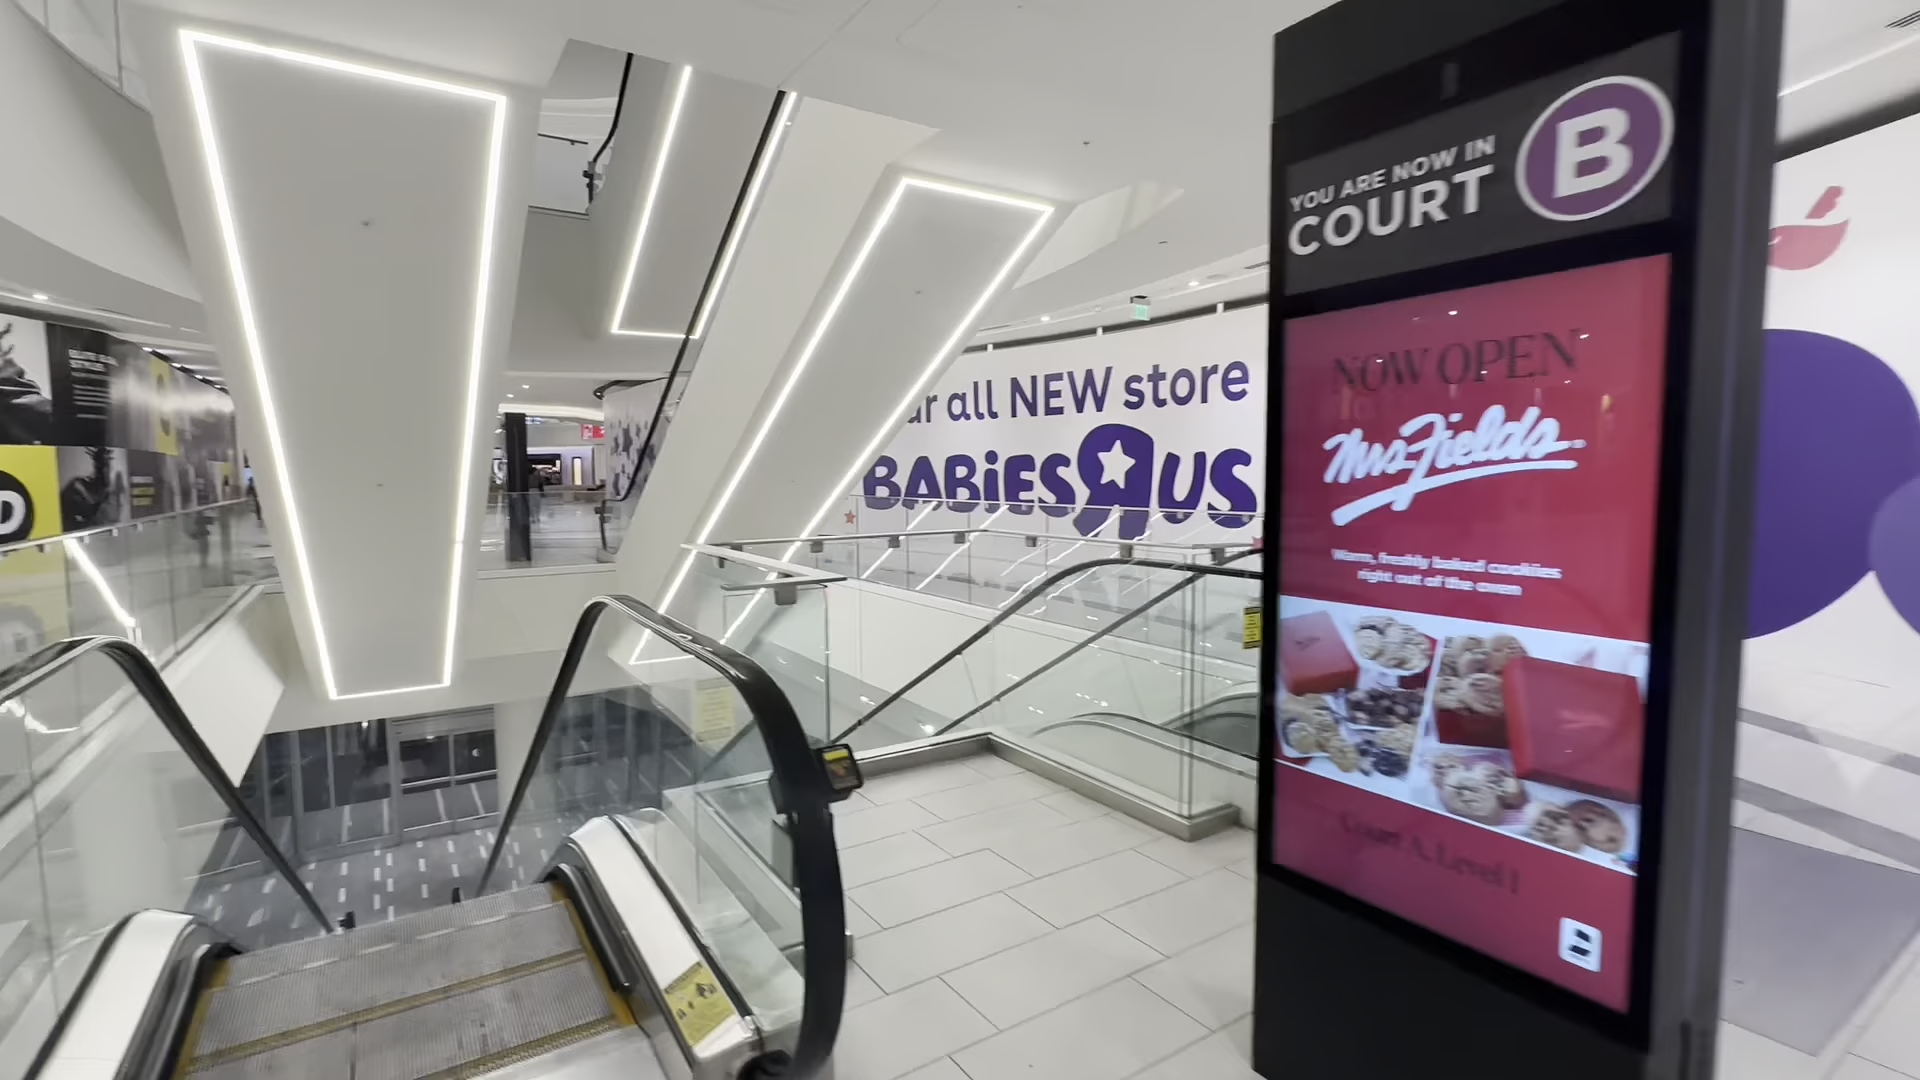 YOU ARE NOW IN
COURT
B
NOW OPEN
Mrs. Fields.
Warm, freshly baked cookies
right out of the oven
Court A, Level 1
all NEW store
BABiES R US